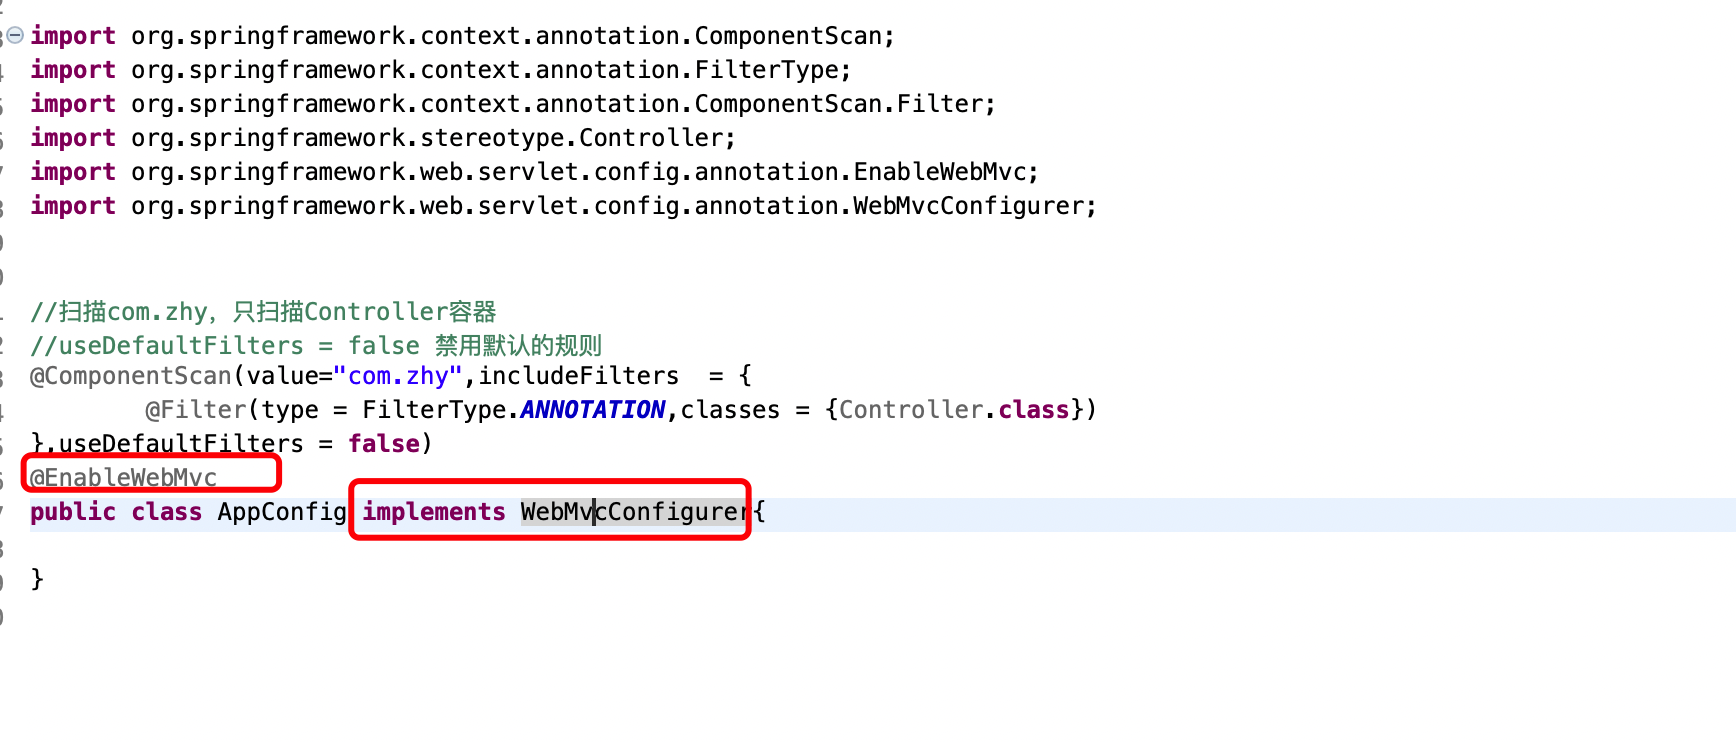 import org.springframework.context.annotation.ComponentScan;
import org.springframework.context.annotation.FilterType;
import org.springframework.context.annotation.ComponentScan.Filter;
import org.springframework.stereotype.Controller;
import org.springframework.web.servlet.config.annotation.EnableWebMvc;
import org.springframework.web.servlet.config.annotation.WebMvcConfigurer;
//扫描com.zhy，只扫描Controller容器
//useDefaultFilters = false 禁用默认的规则
@ComponentScan(value="com.zhy",includeFilters  = {
        @Filter(type = FilterType.ANNOTATION,classes = {Controller.class})
},useDefaultFilters = false)
@EnableWebMvc
public class AppConfig implements WebMvcConfigurer{
}